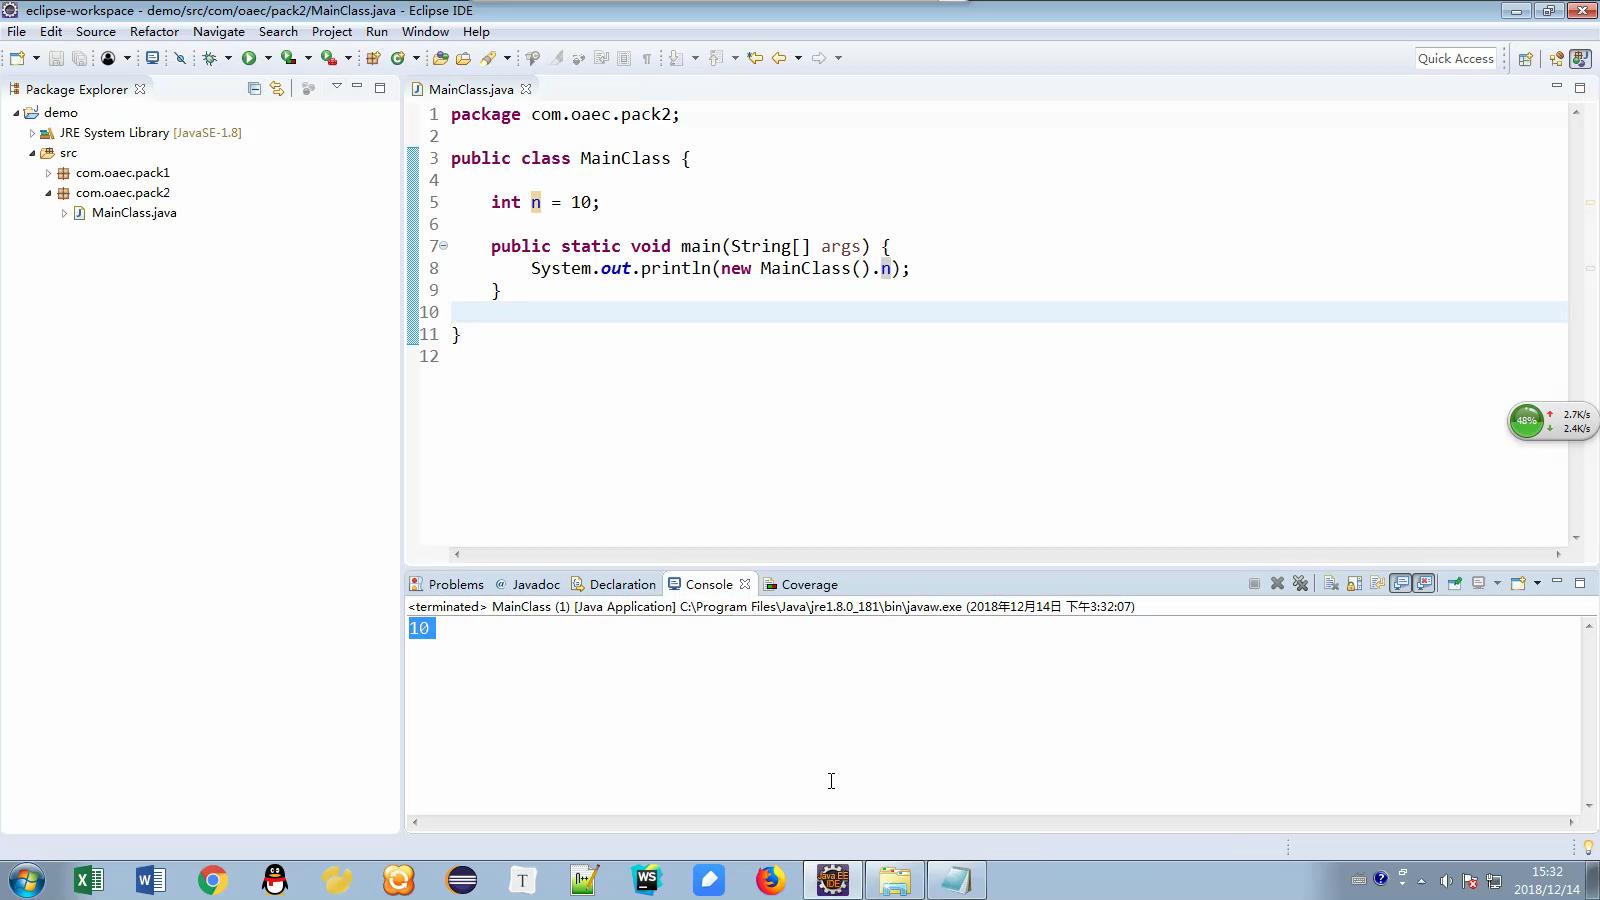 eclipse-workspace - demo/src/com/oaec/pack2/MainClass.java - Eclipse IDE
File Edit Source Refactor Navigate Search Project Run Window Help
Quick Access
Package Explorer
demo
JRE System Library [JavaSE-1.8]
src
com.oaec.pack1
com.oaec.pack2
MainClass.java
MainClass.java
1 package com.oaec.pack2;
2
3 public class MainClass {
4
5 int n = 10;
6
7 public static void main(String[] args) {
8 System.out.println(new MainClass().n);
9 }
10
11 }
12
48% 2.7K/s
2.4K/s
Problems @ Javadoc Declaration Console Coverage
<terminated> MainClass (1) [Java Application] C:\Program Files\Java\jre1.8.0_181\bin\javaw.exe (2018年12月14日 下午3:32:07)
10
T
WS
Java EE
IDE
15:32
2018/12/14